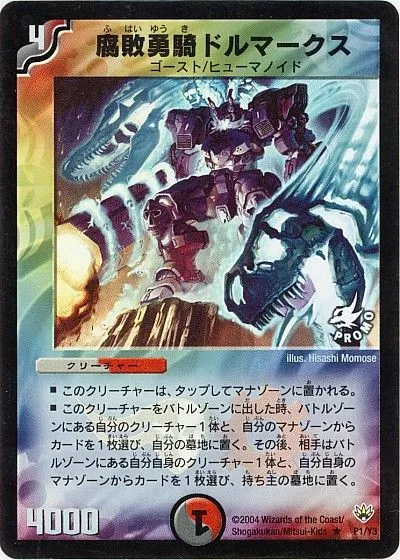 4
ふはいゆうき
腐敗勇騎ドルマークス
ゴースト/ヒューマノイド
PROMO
illus. Hisashi Momose
クリーチャー
■ このクリーチャーは、タップしてマナゾーンに置かれる。
■ このクリーチャーをバトルゾーンに出した時、バトルゾー
ンにある自分のクリーチャー1体と、自分のマナゾーンから
カードを1枚選び、自分の墓地に置く。その後、相手はバト
ルゾーンにある自分自身のクリーチャー1体と、自分自身の
マナゾーンからカードを1枚選び、持ち主の墓地に置く。
4000
1
©2004 Wizards of the Coast/
Shogakukan/Mitsui-Kids ★ P1/Y3